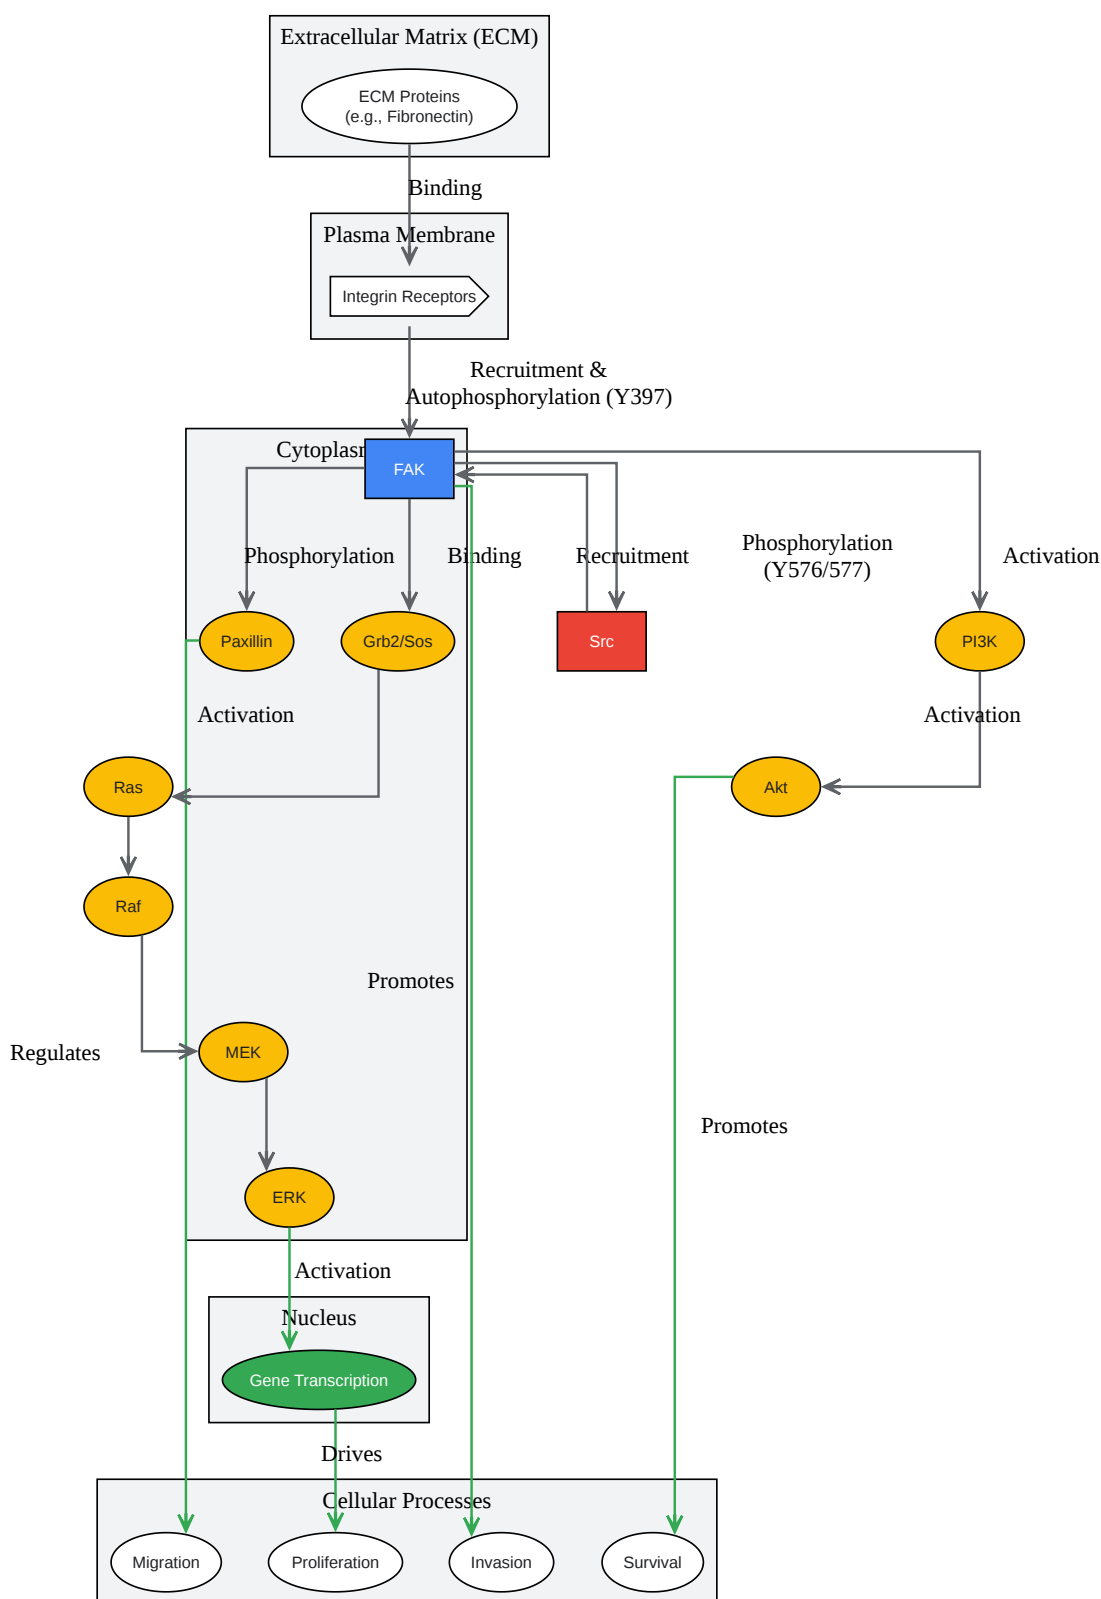 Extracellular Matrix (ECM)
ECM Proteins
(e.g., Fibronectin)
Binding
Plasma Membrane
Integrin Receptors
Recruitment &
Autophosphorylation (Y397)
Cytoplasm
FAK
Phosphorylation
Binding
Recruitment
Phosphorylation
(Y576/577)
Activation
Paxillin
Grb2/Sos
Src
PI3K
Activation
Activation
Ras
Akt
Raf
Promotes
Regulates
MEK
Promotes
ERK
Activation
Nucleus
Gene Transcription
Drives
Cellular Processes
Migration
Proliferation
Invasion
Survival